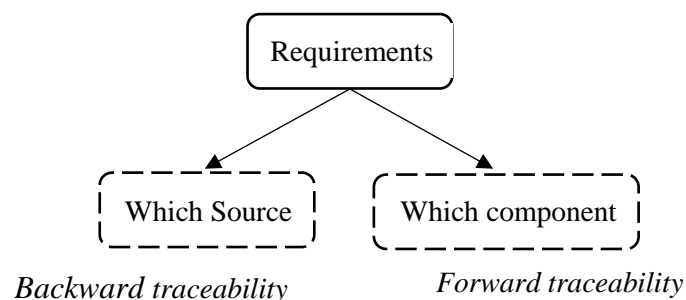 Requirements
Which Source
Which component
Backward traceability
Forward traceability